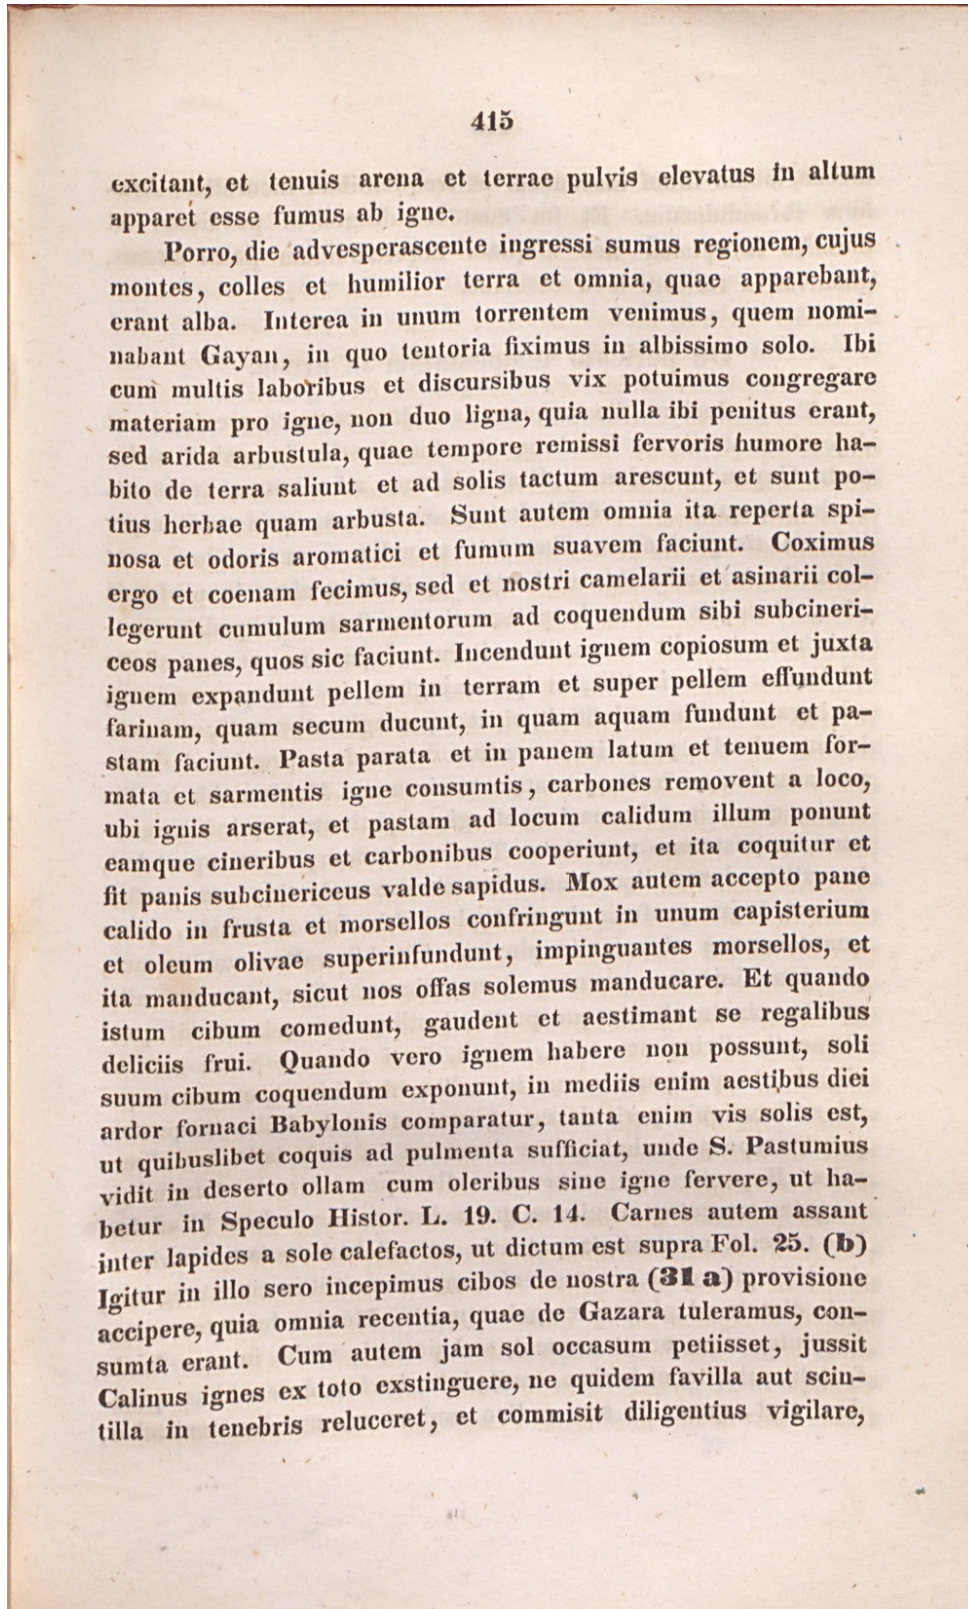 415
excitant, et tenuis arena et terrae pulvis elevatus in altum
apparet esse fumus ab igne.
Porro, die advesperascente ingressi sumus regionem, cujus
montes, colles et humilior terra et omnia, quae apparebant,
erant alba. Interea in unum torrentem venimus, quem nomi-
nabant Gayan, in quo tentoria fiximus in albissimo solo. Ibi
cum multis laboribus et discursibus vix potuimus congregare
materiam pro igne, non duo ligna, quia nulla ibi penitus erant,
sed arida arbustula, quae tempore remissi fervoris humore ha-
bito de terra saliunt et ad solis tactum arescunt, et sunt po-
tius herbae quam arbusta. Sunt autem omnia ita reperta spi-
nosa et odoris aromatici et fumum suavem faciunt. Coximus
ergo et coenam fecimus, sed et nostri camelarii et asinarii col-
legerunt cumulum sarmentorum ad coquendum sibi subcineri-
ceos panes, quos sic faciunt. Incendunt ignem copiosum et juxta
ignem expandunt pellem in terram et super pellem effundunt
farinam, quam secum ducunt, in quam aquam fundunt et pa-
stam faciunt. Pasta parata et in panem latum et tenuem for-
mata et sarmentis igne consumtis, carbones removent a loco,
ubi ignis arserat, et pastam ad locum calidum illum ponunt
eamque cineribus et carbonibus cooperiunt, et ita coquitur et
fit panis subcinericeus valde sapidus. Mox autem accepto pane
calido in frusta et morsellos confringunt in unum capisterium
et oleum olivae superinfundunt, impinguantes morsellos, et
ita manducant, sicut nos offas solemus manducare. Et quando
istum cibum comedunt, gaudent et aestimant se regalibus
deliciis frui. Quando vero ignem habere non possunt, soli
suum cibum coquendum exponunt, in mediis enim aestibus diei
ardor fornaci Babylonis comparatur, tanta enim vis solis est,
ut quibuslibet coquis ad pulmenta sufficiat, unde S. Pastumius
vidit in deserto ollam cum oleribus sine igne fervere, ut ha-
betur in Speculo Histor. L. 19. C. 14. Carnes autem assant
inter lapides a sole calefactos, ut dictum est supra Fol. 25. (b)
Igitur in illo sero incepimus cibos de nostra (31 a) provisione
accipere, quia omnia recentia, quae de Gazara tuleramus, con-
sumta erant. Cum autem jam sol occasum petiisset, jussit
Calinus ignes ex toto exstinguere, ne quidem favilla aut scin-
tilla in tenebris reluceret, et commisit diligentius vigilare,